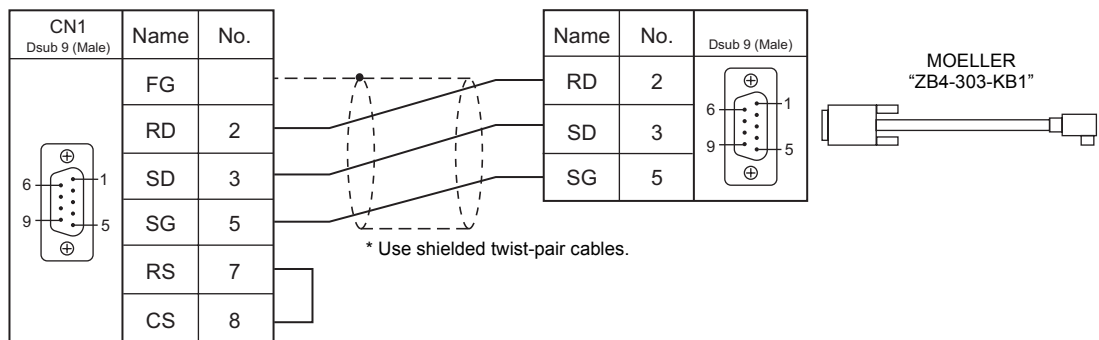 CN1
Dsub 9 (Male)
Name No.
FG
RD 2
SD 3
SG 5
RS 7
CS 8
6 1
9 5
* Use shielded twist-pair cables.
Name No.
Dsub 9 (Male)
RD 2
SD 3
SG 5
6 1
9 5
MOELLER
“ZB4-303-KB1”